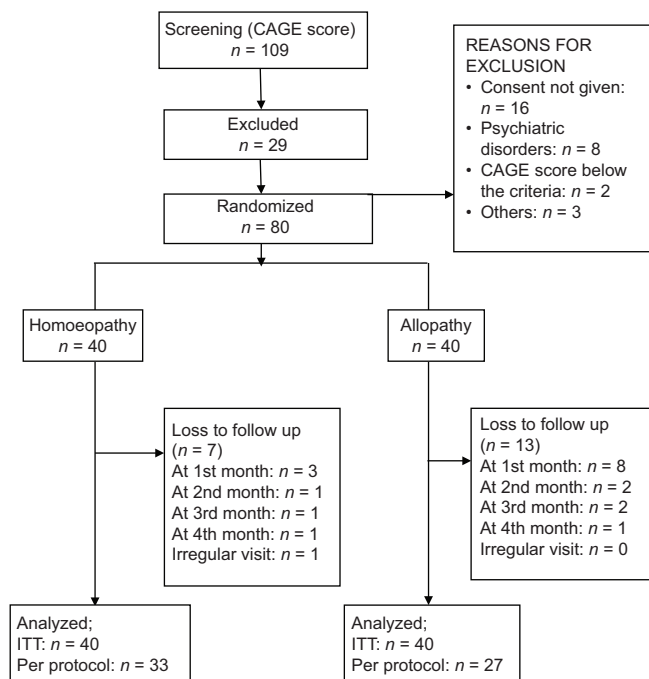 Screening (CAGE score)
n = 109
REASONS FOR
EXCLUSION
• Consent not given:
n = 16
• Psychiatric
disorders: n = 8
• CAGE score below
the criteria: n = 2
• Others: n = 3
Excluded
n = 29
Randomized
n = 80
Homoeopathy
n = 40
Allopathy
n = 40
Loss to follow up
(n = 7)
At 1st month: n = 3
At 2nd month: n = 1
At 3rd month: n = 1
At 4th month: n = 1
Irregular visit: n = 1
Loss to follow up
(n = 13)
At 1st month: n = 8
At 2nd month: n = 2
At 3rd month: n = 2
At 4th month: n = 1
Irregular visit: n = 0
Analyzed;
ITT: n = 40
Per protocol: n = 33
Analyzed;
ITT: n = 40
Per protocol: n = 27